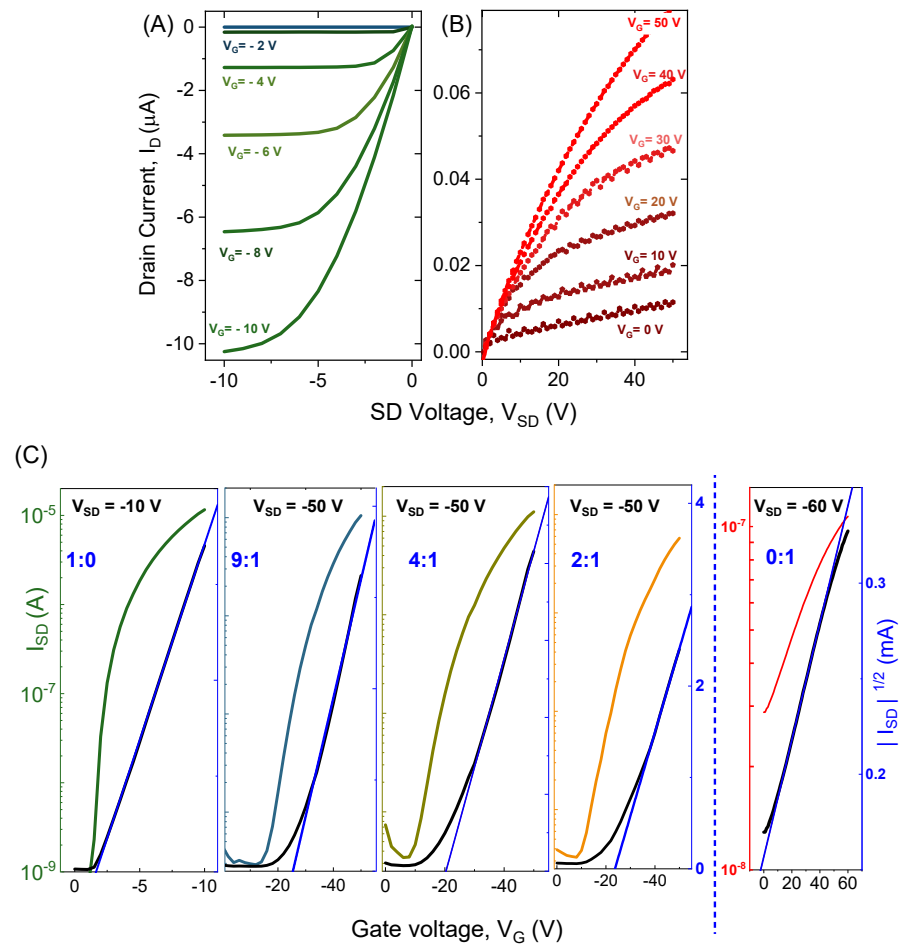 (A)
(B)
0
-2
-4
-6
-8
-10
V_G= - 2 V
V_G= - 4 V
V_G= - 6 V
V_G= - 8 V
V_G= - 10 V
-10
-5
0
Drain Current, I_D (µA)
0.06
0.04
0.02
0.00
V_G= 50 V
V_G= 40 V
V_G= 30 V
V_G= 20 V
V_G= 10 V
V_G= 0 V
0
20
40
SD Voltage, V_SD (V)
(C)
V_SD = -10 V
V_SD = -50 V
V_SD = -50 V
V_SD = -50 V
V_SD = -60 V
1:0
9:1
4:1
2:1
0:1
10^-5
10^-7
10^-9
I_SD (A)
4
2
0
10^-7
10^-8
0.3
0.2
| I_SD | ^1/2 (mA)
0
-5
-10
0
-20
-40
0
-20
-40
0
-20
-40
0
20
40
60
Gate voltage, V_G (V)